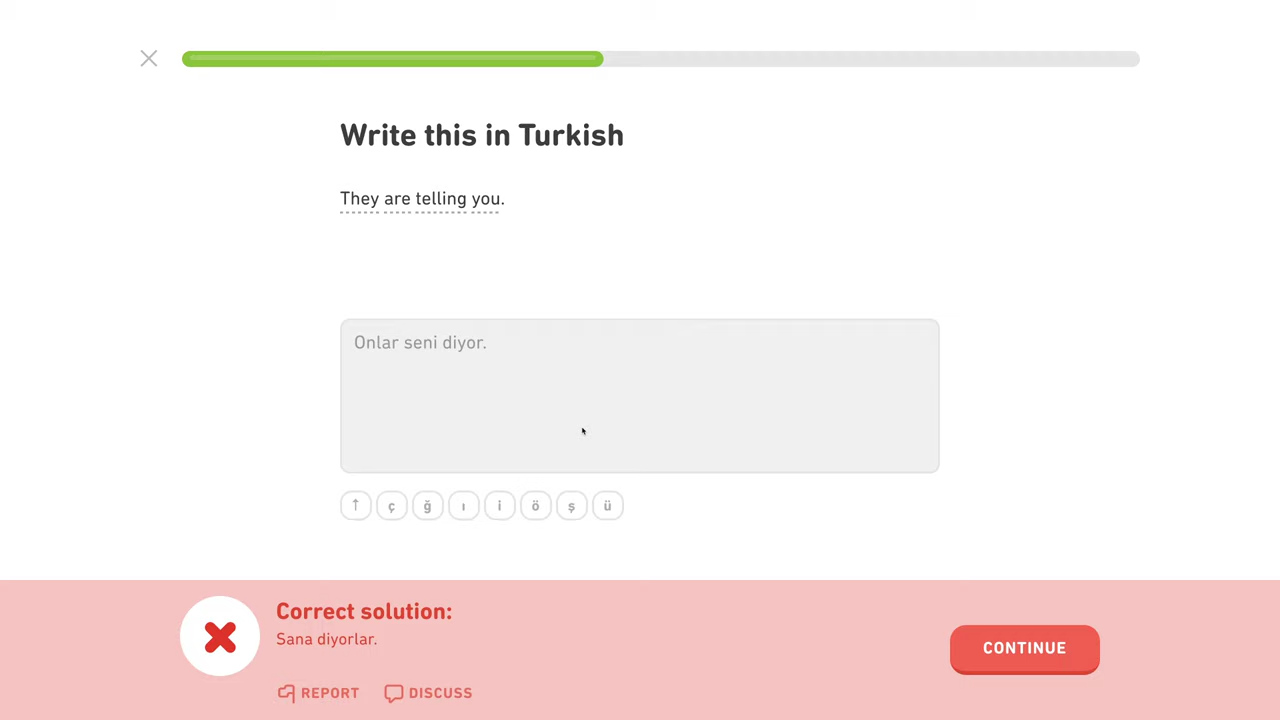 Write this in Turkish
They are telling you.
Onlar seni diyor.
↑ ç ğ ı i ö ş ü
Correct solution:
Sana diyorlar.
CONTINUE
REPORT DISCUSS